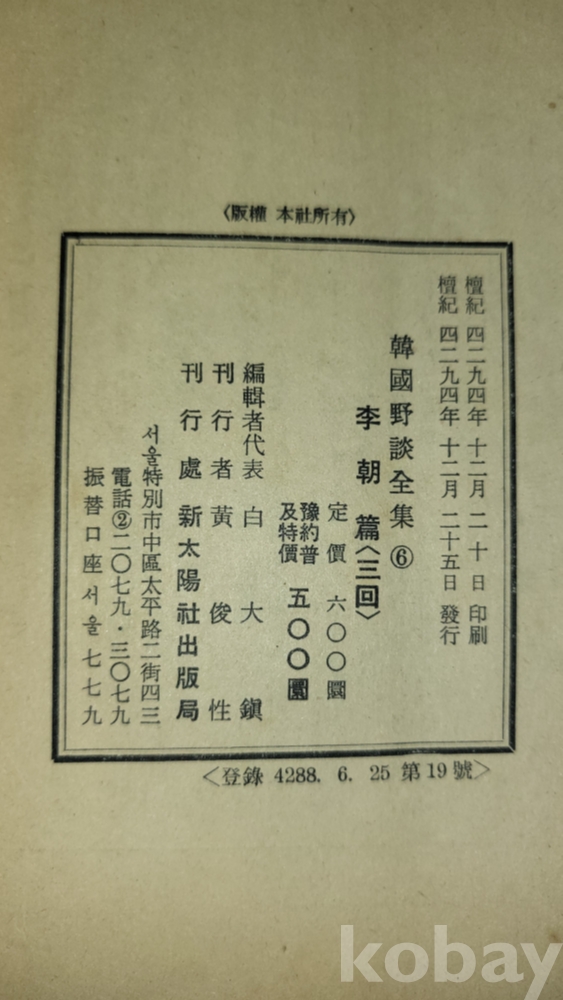 〈版權 本社所有〉
檀紀 四二九四年 十二月 二十日 印刷
檀紀 四二九四年 十二月 二十五日 發行
韓國野談全集 ⑥
李朝篇〈三回〉
定價 六〇〇圜
豫約普及特價 五〇〇圜
編輯者代表 白大鎭
刊行者 黃俊性
刊行處 新太陽社出版局
서울特別市中區太平路二街四三
電話②二〇七九・三〇七九
振替口座서울七七九
<登錄 4288. 6. 25 第19號>
kobay